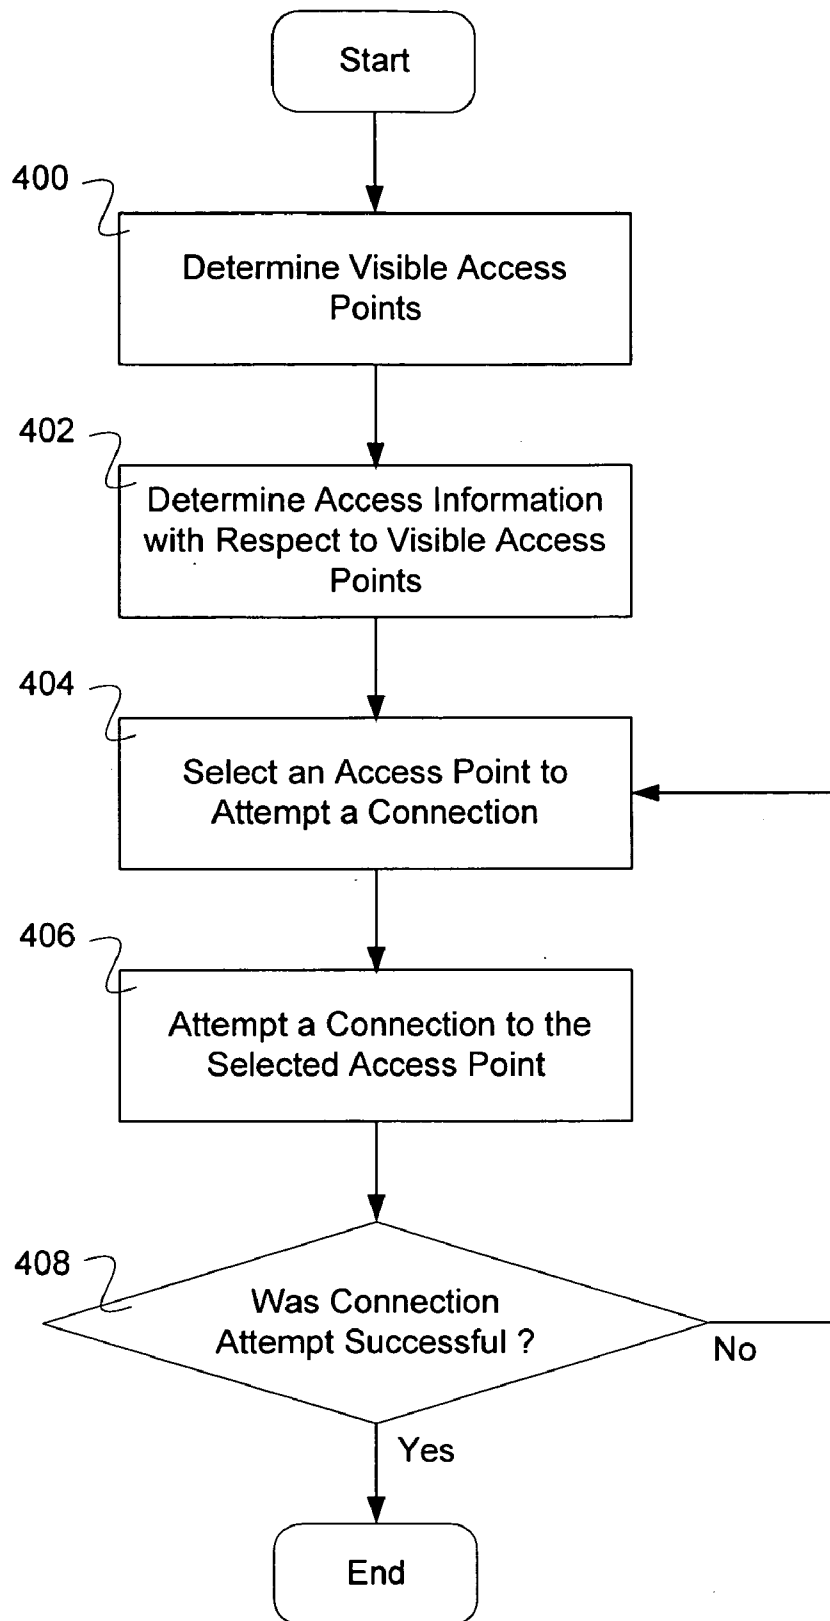 Start
400
Determine Visible Access
Points
402
Determine Access Information
with Respect to Visible Access
Points
404
Select an Access Point to
Attempt a Connection
406
Attempt a Connection to the
Selected Access Point
408
Was Connection
Attempt Successful ?
No
Yes
End